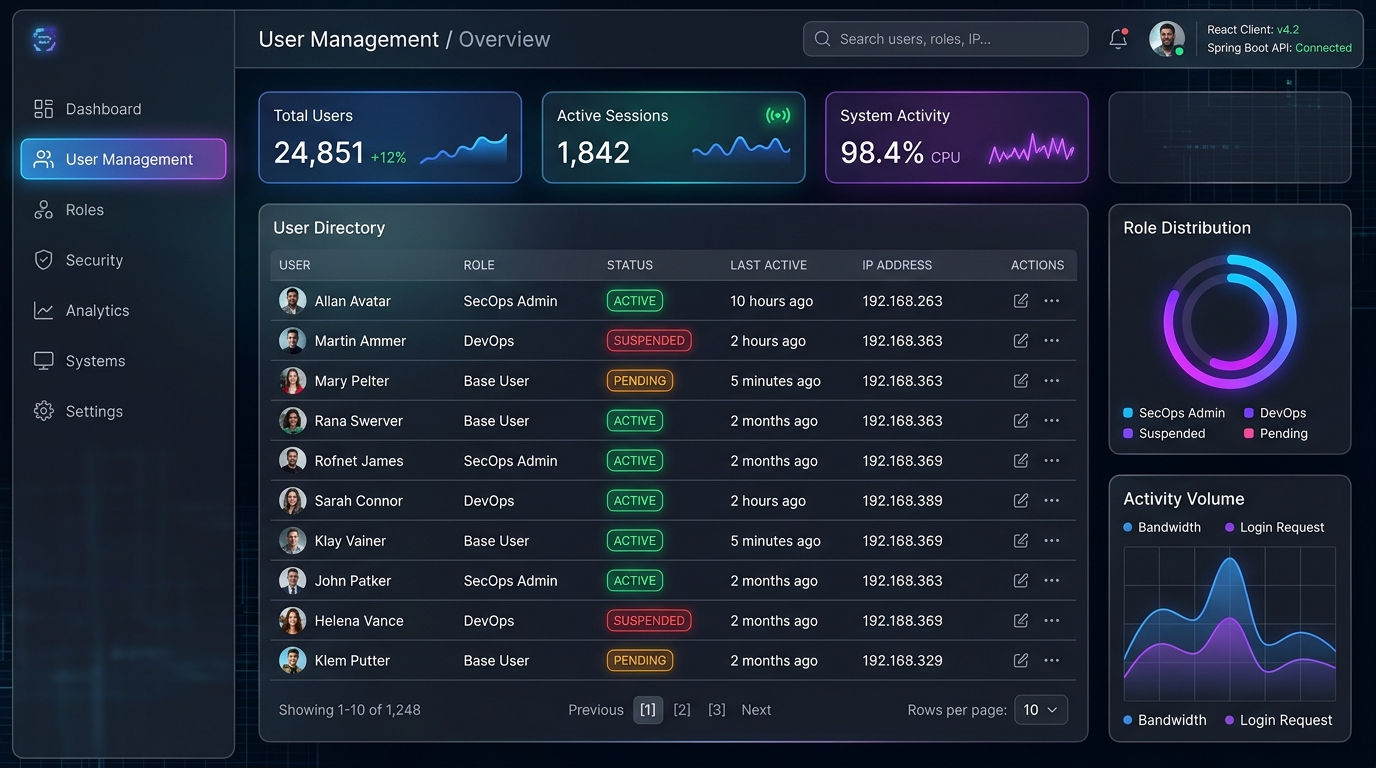 User Management / Overview
Search users, roles, IP...
React Client: v4.2
Spring Boot API: Connected
Dashboard
User Management
Roles
Security
Analytics
Systems
Settings
Total Users
24,851 +12%
Active Sessions
1,842
System Activity
98.4% CPU
User Directory
USER ROLE STATUS LAST ACTIVE IP ADDRESS ACTIONS
Allan Avatar SecOps Admin ACTIVE 10 hours ago 192.168.263
Martin Ammer DevOps SUSPENDED 2 hours ago 192.168.363
Mary Pelter Base User PENDING 5 minutes ago 192.168.363
Rana Swerver Base User ACTIVE 2 months ago 192.168.363
Rofnet James SecOps Admin ACTIVE 2 months ago 192.168.369
Sarah Connor DevOps ACTIVE 2 hours ago 192.168.389
Klay Vainer Base User ACTIVE 5 minutes ago 192.168.369
John Patker SecOps Admin ACTIVE 2 months ago 192.168.363
Helena Vance DevOps SUSPENDED 2 months ago 192.188.369
Klem Putter Base User PENDING 2 months ago 192.168.329
Showing 1-10 of 1,248
Previous [1] [2] [3] Next
Rows per page: 10
Role Distribution
SecOps Admin DevOps
Suspended Pending
Activity Volume
Bandwidth Login Request
Bandwidth Login Request